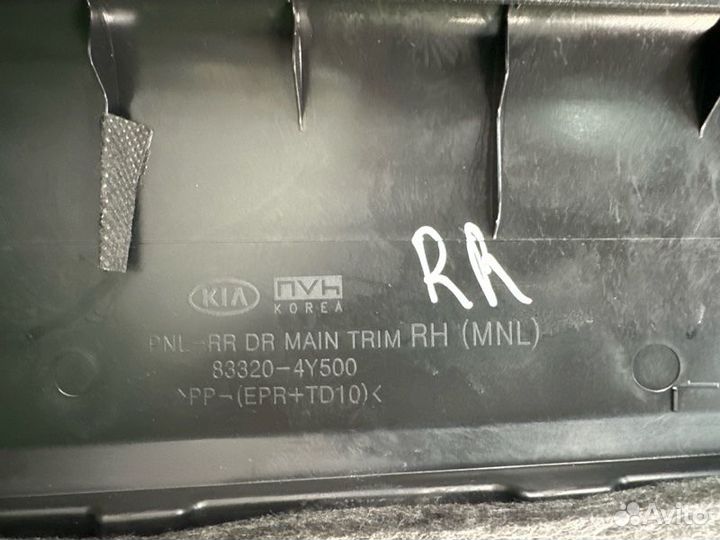 RR
KIA nvh
KOREA
PNL-RR DR MAIN TRIM RH (MNL)
83320-4Y500
>PP-(EPR+TD10)<
Avito